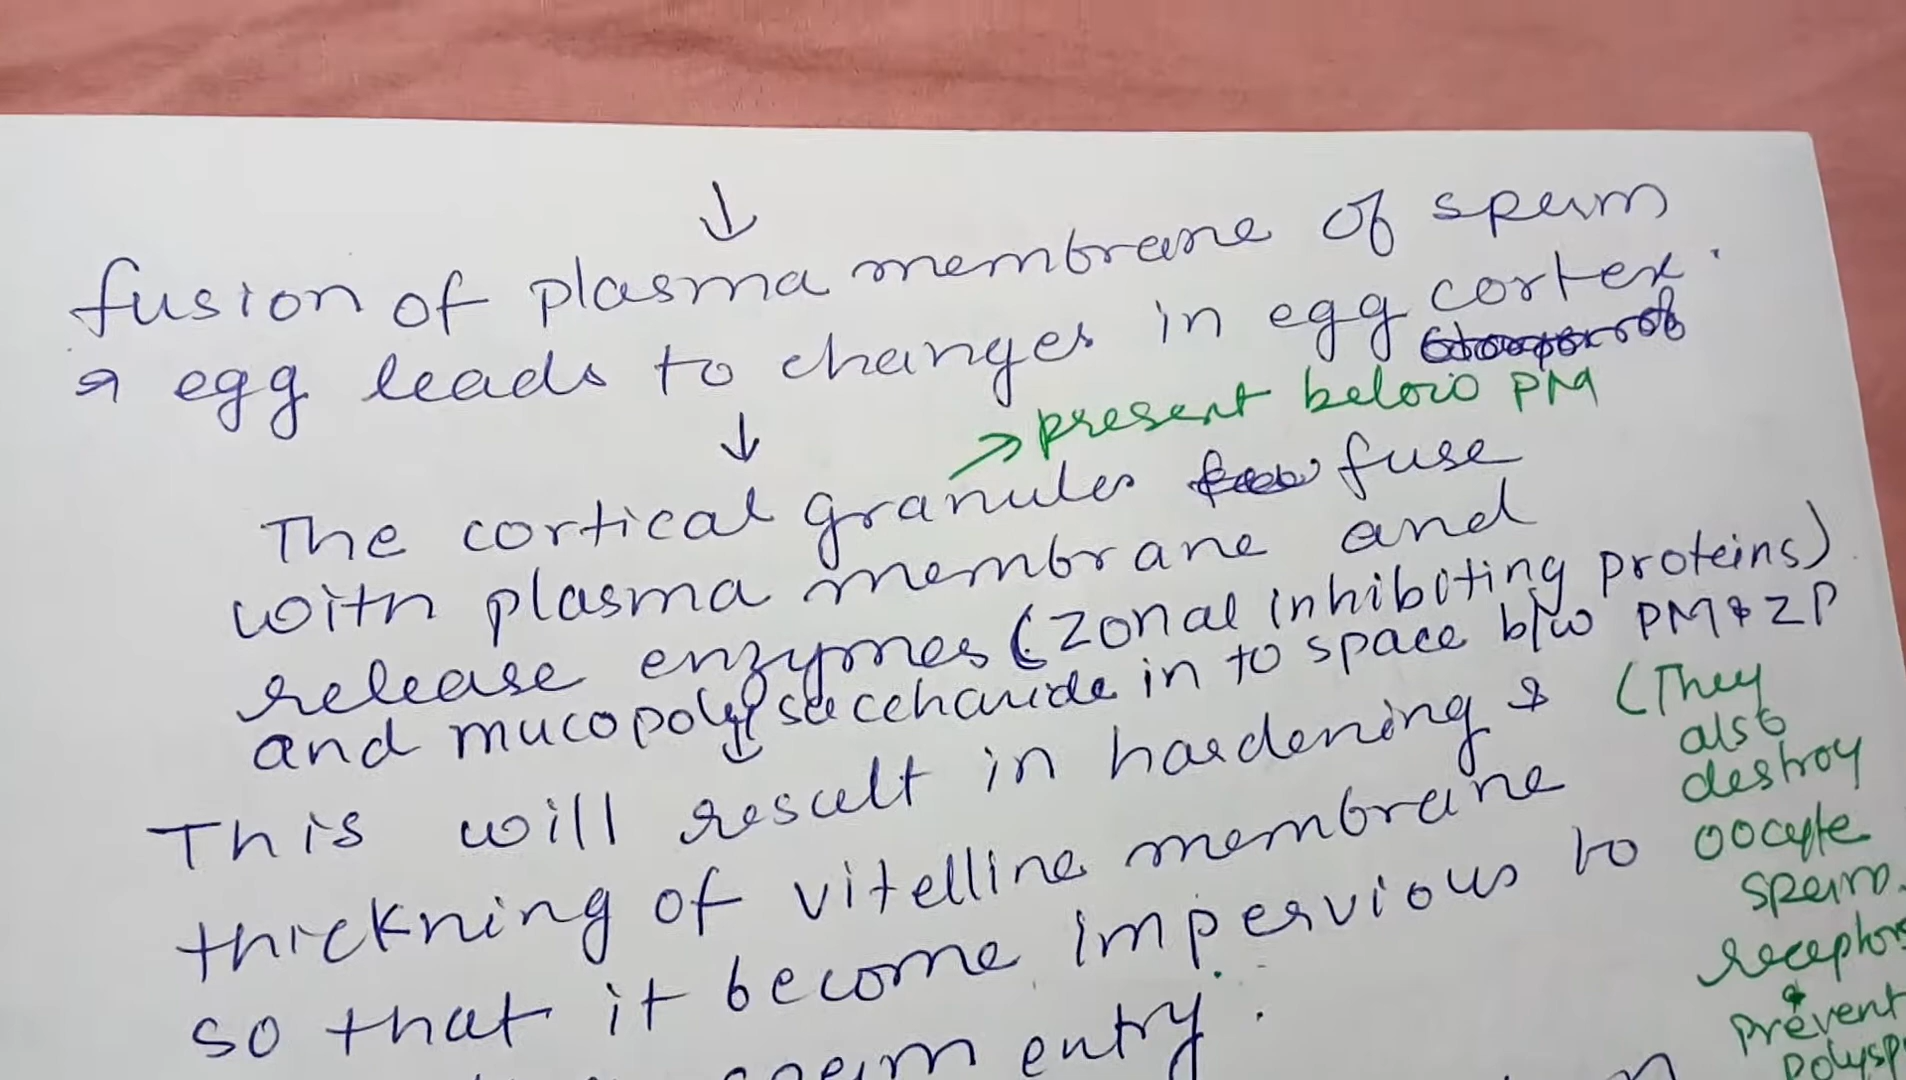 ↓
fusion of plasma membrane of sperm
& egg leads to changes in egg cortex.
↓
→ present below PM
The cortical granules fuse
with plasma membrane and
release enzymes (zonal inhibiting proteins)
and mucopolysaccharide in to space b/w PM & ZP
↓
This will result in hardening &
thickning of vitelline membrane
so that it become impervious to
sperm entry.
(They
also
destroy
oocyte
sperm
receptors
&
prevent
polysp